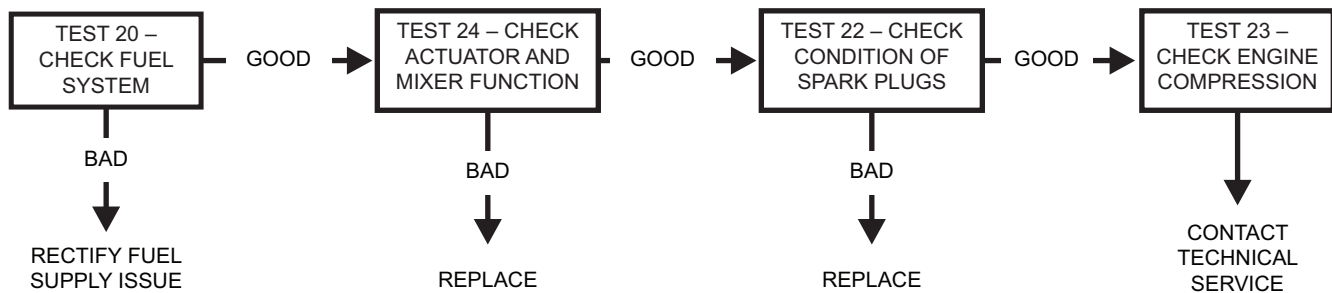 TEST 20 –
CHECK FUEL
SYSTEM
GOOD
TEST 24 – CHECK
ACTUATOR AND
MIXER FUNCTION
GOOD
TEST 22 – CHECK
CONDITION OF
SPARK PLUGS
GOOD
TEST 23 –
CHECK ENGINE
COMPRESSION
BAD
BAD
BAD
RECTIFY FUEL
SUPPLY ISSUE
REPLACE
REPLACE
CONTACT
TECHNICAL
SERVICE